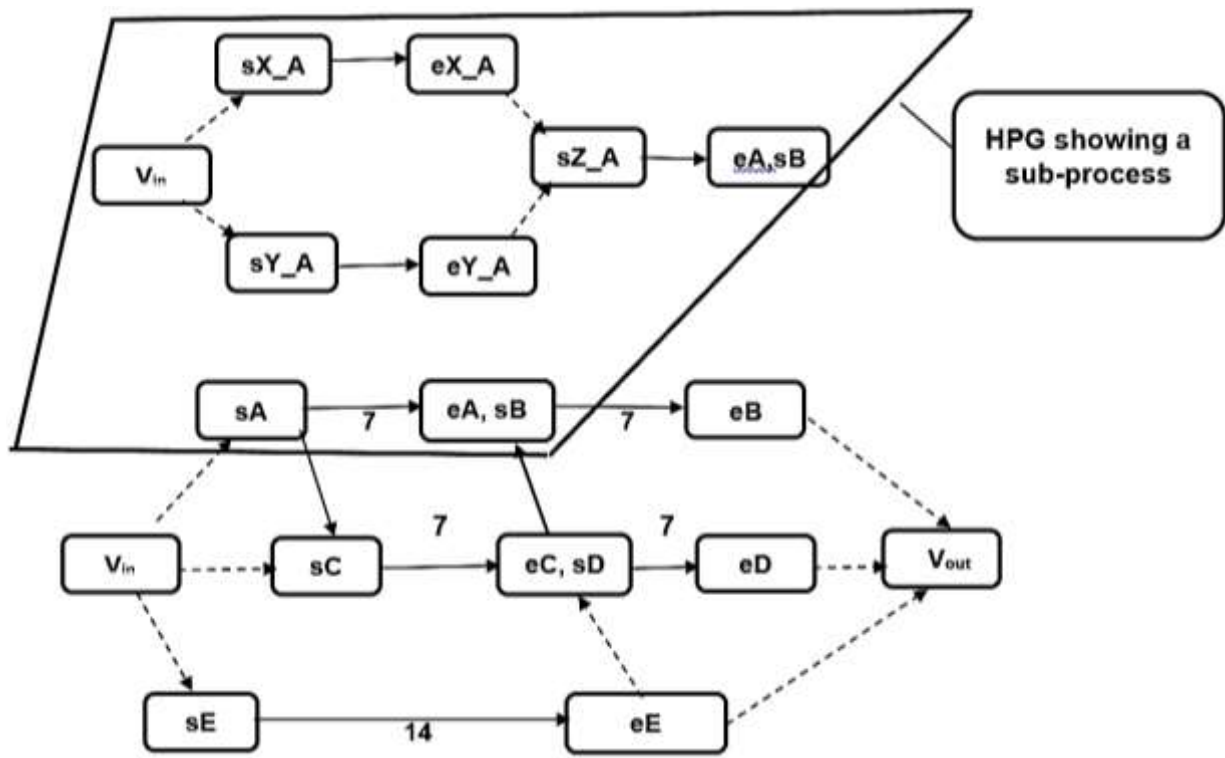 sX_A
eX_A
HPG showing a
sub-process
Vin
sZ_A
eA,sB
sY_A
eY_A
sA
7
eA, sB
7
eB
7
7
Vin
sC
eC, sD
eD
Vout
sE
14
eE